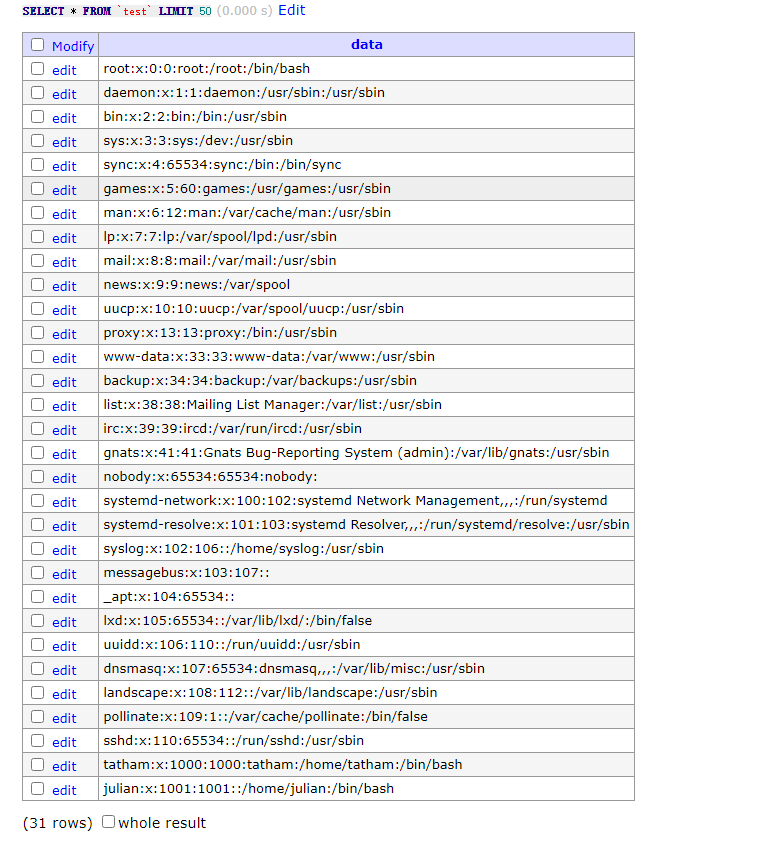 SELECT * FROM `test` LIMIT 50 (0.000 s) Edit
Modify data
edit root:x:0:0:root:/root:/bin/bash
edit daemon:x:1:1:daemon:/usr/sbin:/usr/sbin
edit bin:x:2:2:bin:/bin:/usr/sbin
edit sys:x:3:3:sys:/dev:/usr/sbin
edit sync:x:4:65534:sync:/bin:/bin/sync
edit games:x:5:60:games:/usr/games:/usr/sbin
edit man:x:6:12:man:/var/cache/man:/usr/sbin
edit lp:x:7:7:lp:/var/spool/lpd:/usr/sbin
edit mail:x:8:8:mail:/var/mail:/usr/sbin
edit news:x:9:9:news:/var/spool
edit uucp:x:10:10:uucp:/var/spool/uucp:/usr/sbin
edit proxy:x:13:13:proxy:/bin:/usr/sbin
edit www-data:x:33:33:www-data:/var/www:/usr/sbin
edit backup:x:34:34:backup:/var/backups:/usr/sbin
edit list:x:38:38:Mailing List Manager:/var/list:/usr/sbin
edit irc:x:39:39:ircd:/var/run/ircd:/usr/sbin
edit gnats:x:41:41:Gnats Bug-Reporting System (admin):/var/lib/gnats:/usr/sbin
edit nobody:x:65534:65534:nobody:
edit systemd-network:x:100:102:systemd Network Management,,,:/run/systemd
edit systemd-resolve:x:101:103:systemd Resolver,,,:/run/systemd/resolve:/usr/sbin
edit syslog:x:102:106::/home/syslog:/usr/sbin
edit messagebus:x:103:107::
edit _apt:x:104:65534::
edit lxd:x:105:65534::/var/lib/lxd/:/bin/false
edit uuidd:x:106:110::/run/uuidd:/usr/sbin
edit dnsmasq:x:107:65534:dnsmasq,,,:/var/lib/misc:/usr/sbin
edit landscape:x:108:112::/var/lib/landscape:/usr/sbin
edit pollinate:x:109:1::/var/cache/pollinate:/bin/false
edit sshd:x:110:65534::/run/sshd:/usr/sbin
edit tatham:x:1000:1000:tatham:/home/tatham:/bin/bash
edit julian:x:1001:1001::/home/julian:/bin/bash
(31 rows) whole result